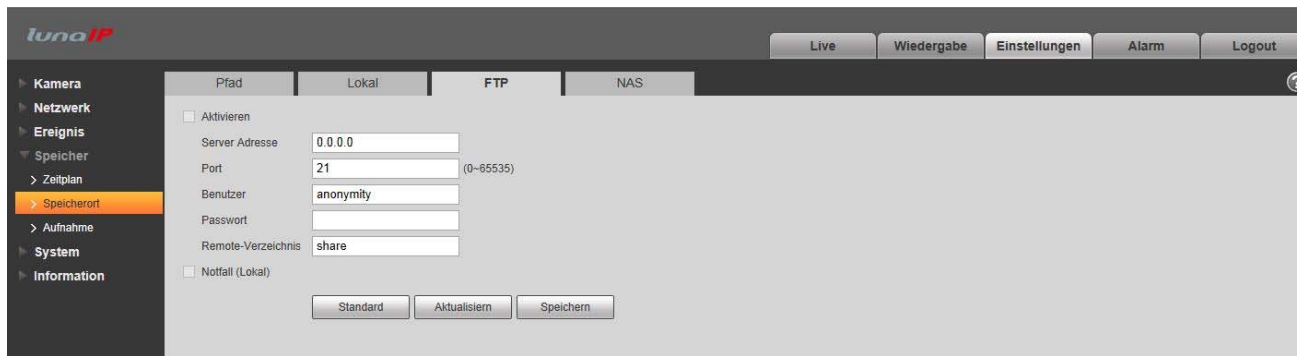 lunaIP
Live
Wiedergabe
Einstellungen
Alarm
Logout
Kamera
Netzwerk
Ereignis
Speicher
> Zeitplan
> Speicherort
> Aufnahme
System
Information
Pfad
Lokal
FTP
NAS
?
Aktivieren
Server Adresse 0.0.0.0
Port 21 (0~65535)
Benutzer anonymity
Passwort
Remote-Verzeichnis share
Notfall (Lokal)
Standard
Aktualisiern
Speichern